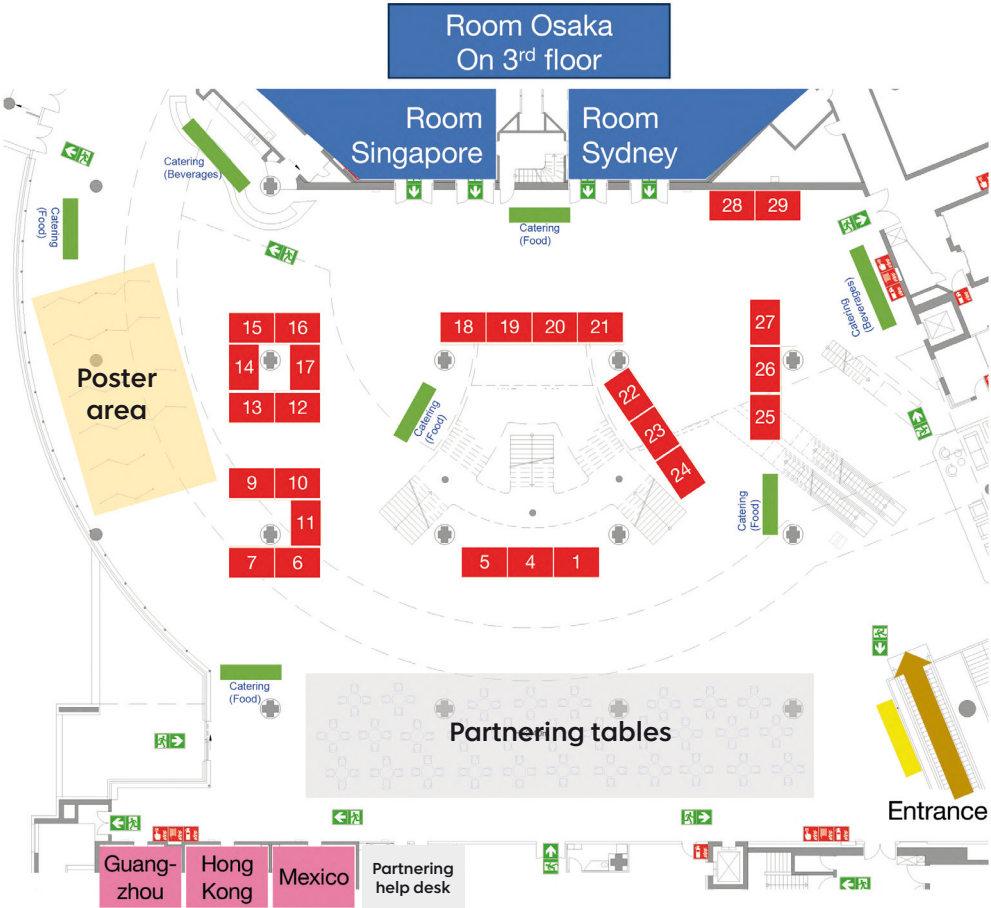 Room Osaka
On 3rd floor
Room
Singapore
Room
Sydney
Catering
(Beverages)
Catering
(Food)
Catering
(Food)
28
29
Catering
(Beverages)
15
16
14
17
13
12
18
19
20
21
22
23
24
27
26
25
Poster
area
Catering
(Food)
9
10
11
7
6
5
4
1
Catering
(Food)
Catering
(Food)
Partnering tables
Entrance
Guang-
zhou
Hong
Kong
Mexico
Partnering
help desk